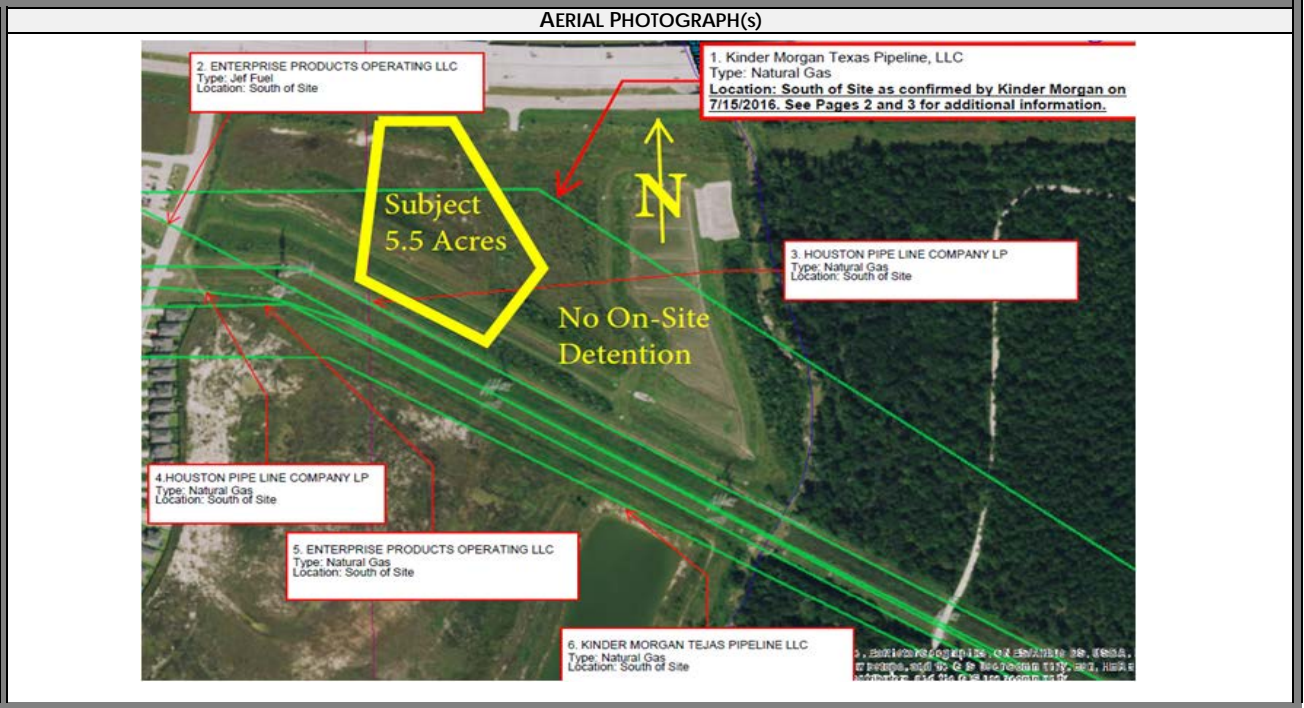 AERIAL PHOTOGRAPH(s)
2. ENTERPRISE PRODUCTS OPERATING LLC
Type: Jef Fuel
Location: South of Site
1. Kinder Morgan Texas Pipeline, LLC
Type: Natural Gas
Location: South of Site as confirmed by Kinder Morgan on
7/15/2016. See Pages 2 and 3 for additional information.
N
Subject
5.5 Acres
3. HOUSTON PIPE LINE COMPANY LP
Type: Natural Gas
Location: South of Site
No On-Site
Detention
4.HOUSTON PIPE LINE COMPANY LP
Type: Natural Gas
Location: South of Site
5. ENTERPRISE PRODUCTS OPERATING LLC
Type: Natural Gas
Location: South of Site
6. KINDER MORGAN TEJAS PIPELINE LLC
Type: Natural Gas
Location: South of Site